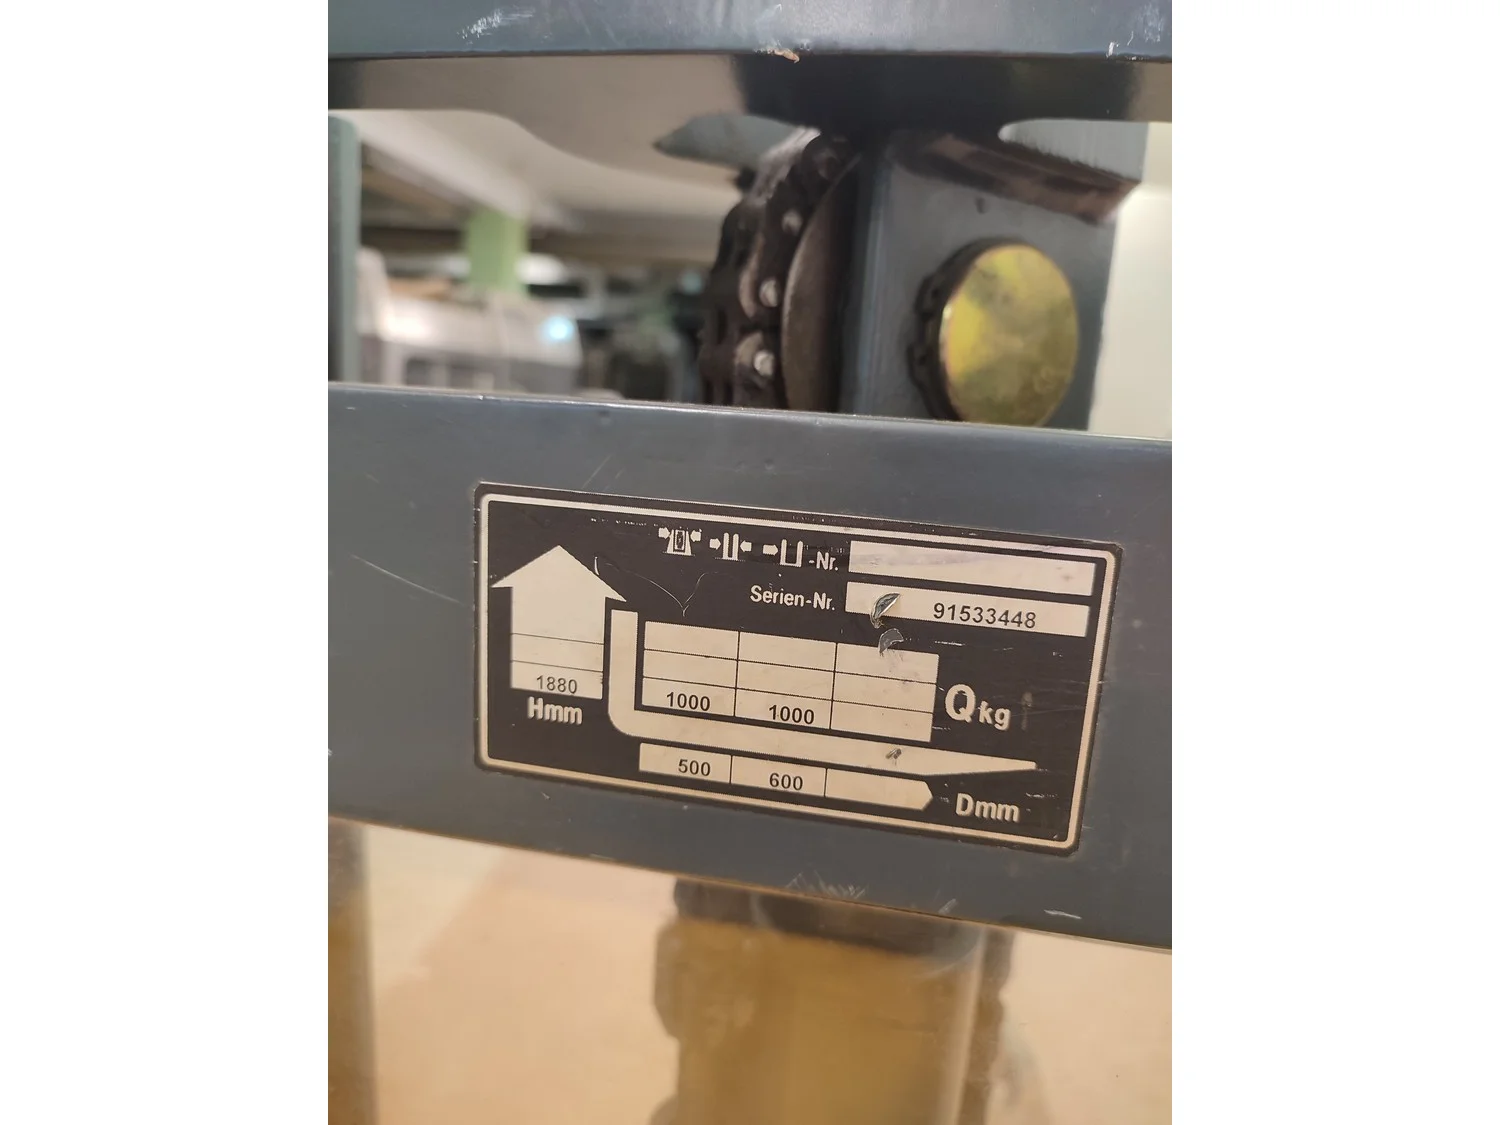 -Nr.
Serien-Nr. 91533448
1880
Hmm
1000 1000
Qkg
500 600
Dmm